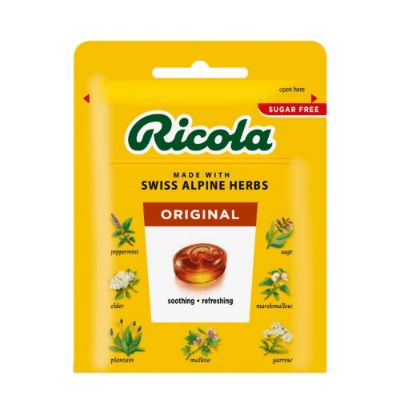 open here
SUGAR FREE
Ricola
MADE WITH
SWISS ALPINE HERBS
ORIGINAL
peppermint
sage
soothing • refreshing
elder
marshmallow
plantain
mallow
yarrow